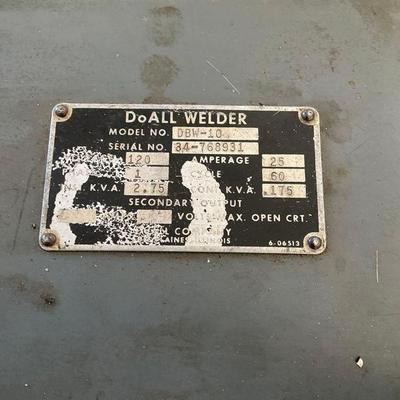 DoALL WELDER
MODEL NO. DBW-10
SERIAL NO. 34-768931
120 AMPERAGE 25
1 CYCLE 60
K.V.A. 2.75 CONT. K.V.A. .175
SECONDARY OUTPUT
VOLTS MAX. OPEN CRT.
COMPANY
ILLINOIS 6-06513